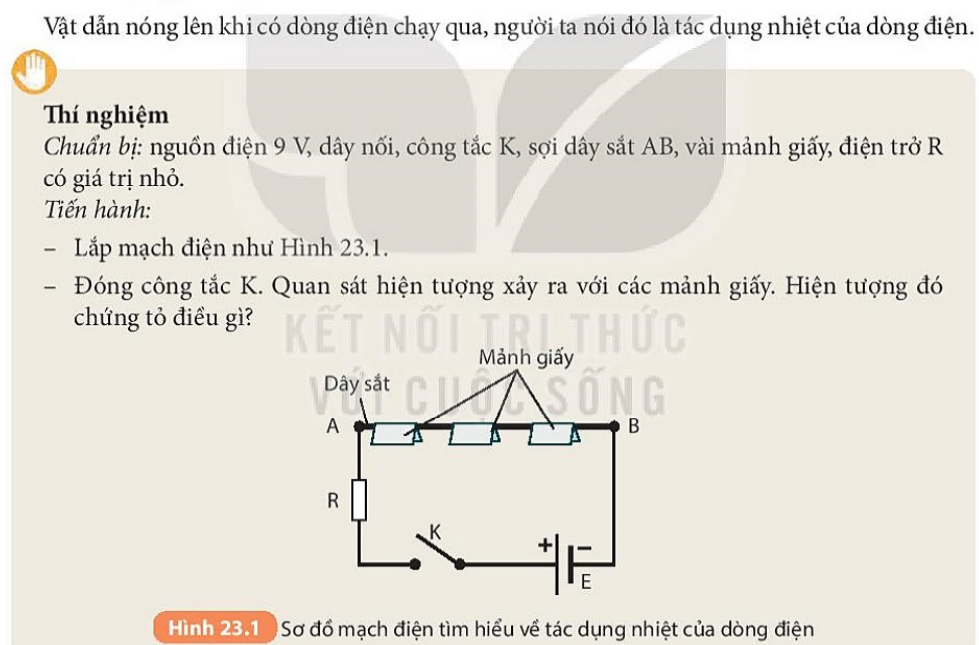 Vật dẫn nóng lên khi có dòng điện chạy qua, người ta nói đó là tác dụng nhiệt của dòng điện.
Thí nghiệm
Chuẩn bị: nguồn điện 9 V, dây nối, công tắc K, sợi dây sắt AB, vài mảnh giấy, điện trở R
có giá trị nhỏ.
Tiến hành:
– Lắp mạch điện như Hình 23.1.
– Đóng công tắc K. Quan sát hiện tượng xảy ra với các mảnh giấy. Hiện tượng đó
chứng tỏ điều gì?
KẾT NỐI TRI THỨC
VỚI CUỘC SỐNG
Mảnh giấy
Dây sắt
A
B
R
K
+ –
E
Hình 23.1 Sơ đồ mạch điện tìm hiểu về tác dụng nhiệt của dòng điện